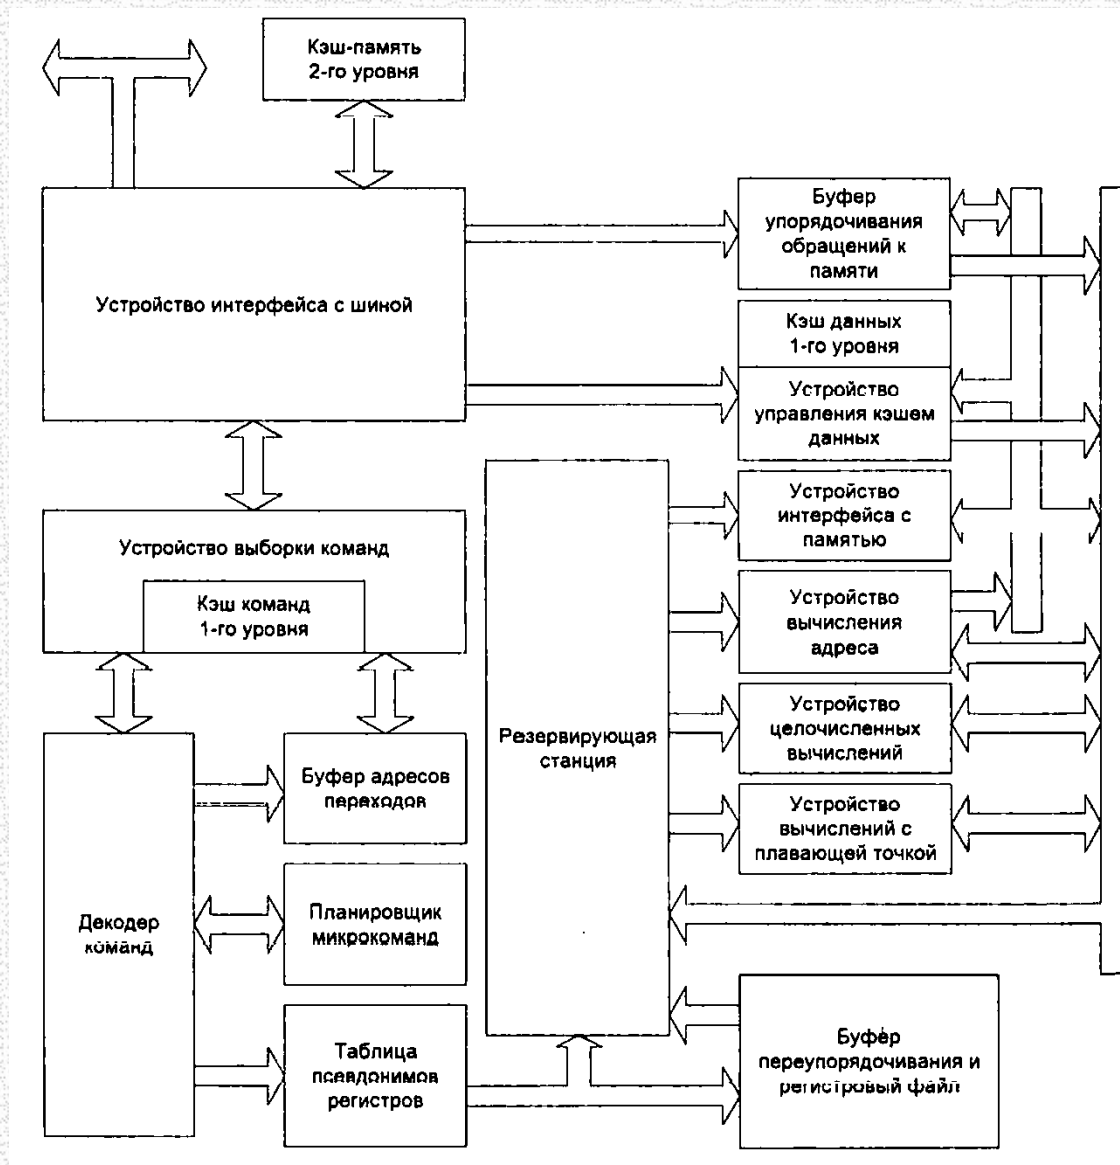 Кэш-память
2-го уровня
Устройство интерфейса с шиной
Буфер
упорядочивания
обращений к
памяти
Кэш данных
1-го уровня
Устройство
управления кэшем
данных
Устройство выборки команд
Кэш команд
1-го уровня
Устройство
интерфейса с
памятью
Устройство
вычисления
адреса
Резервирующая
станция
Устройство
целочисленных
вычислений
Устройство
вычислений с
плавающей точкой
Декодер
команд
Буфер адресов
переходов
Планировщик
микрокоманд
Таблица
псевдонимов
регистров
Буфер
переупорядочивания и
регистровый файл